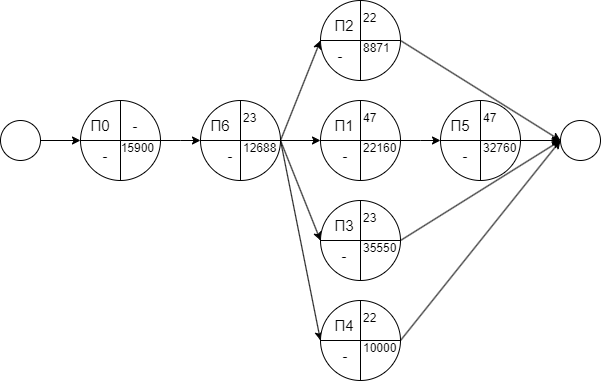 П2 22
- 8871
П0 -
- 15900
П6 23
- 12688
П1 47
- 22160
П5 47
- 32760
П3 23
- 35550
П4 22
- 10000